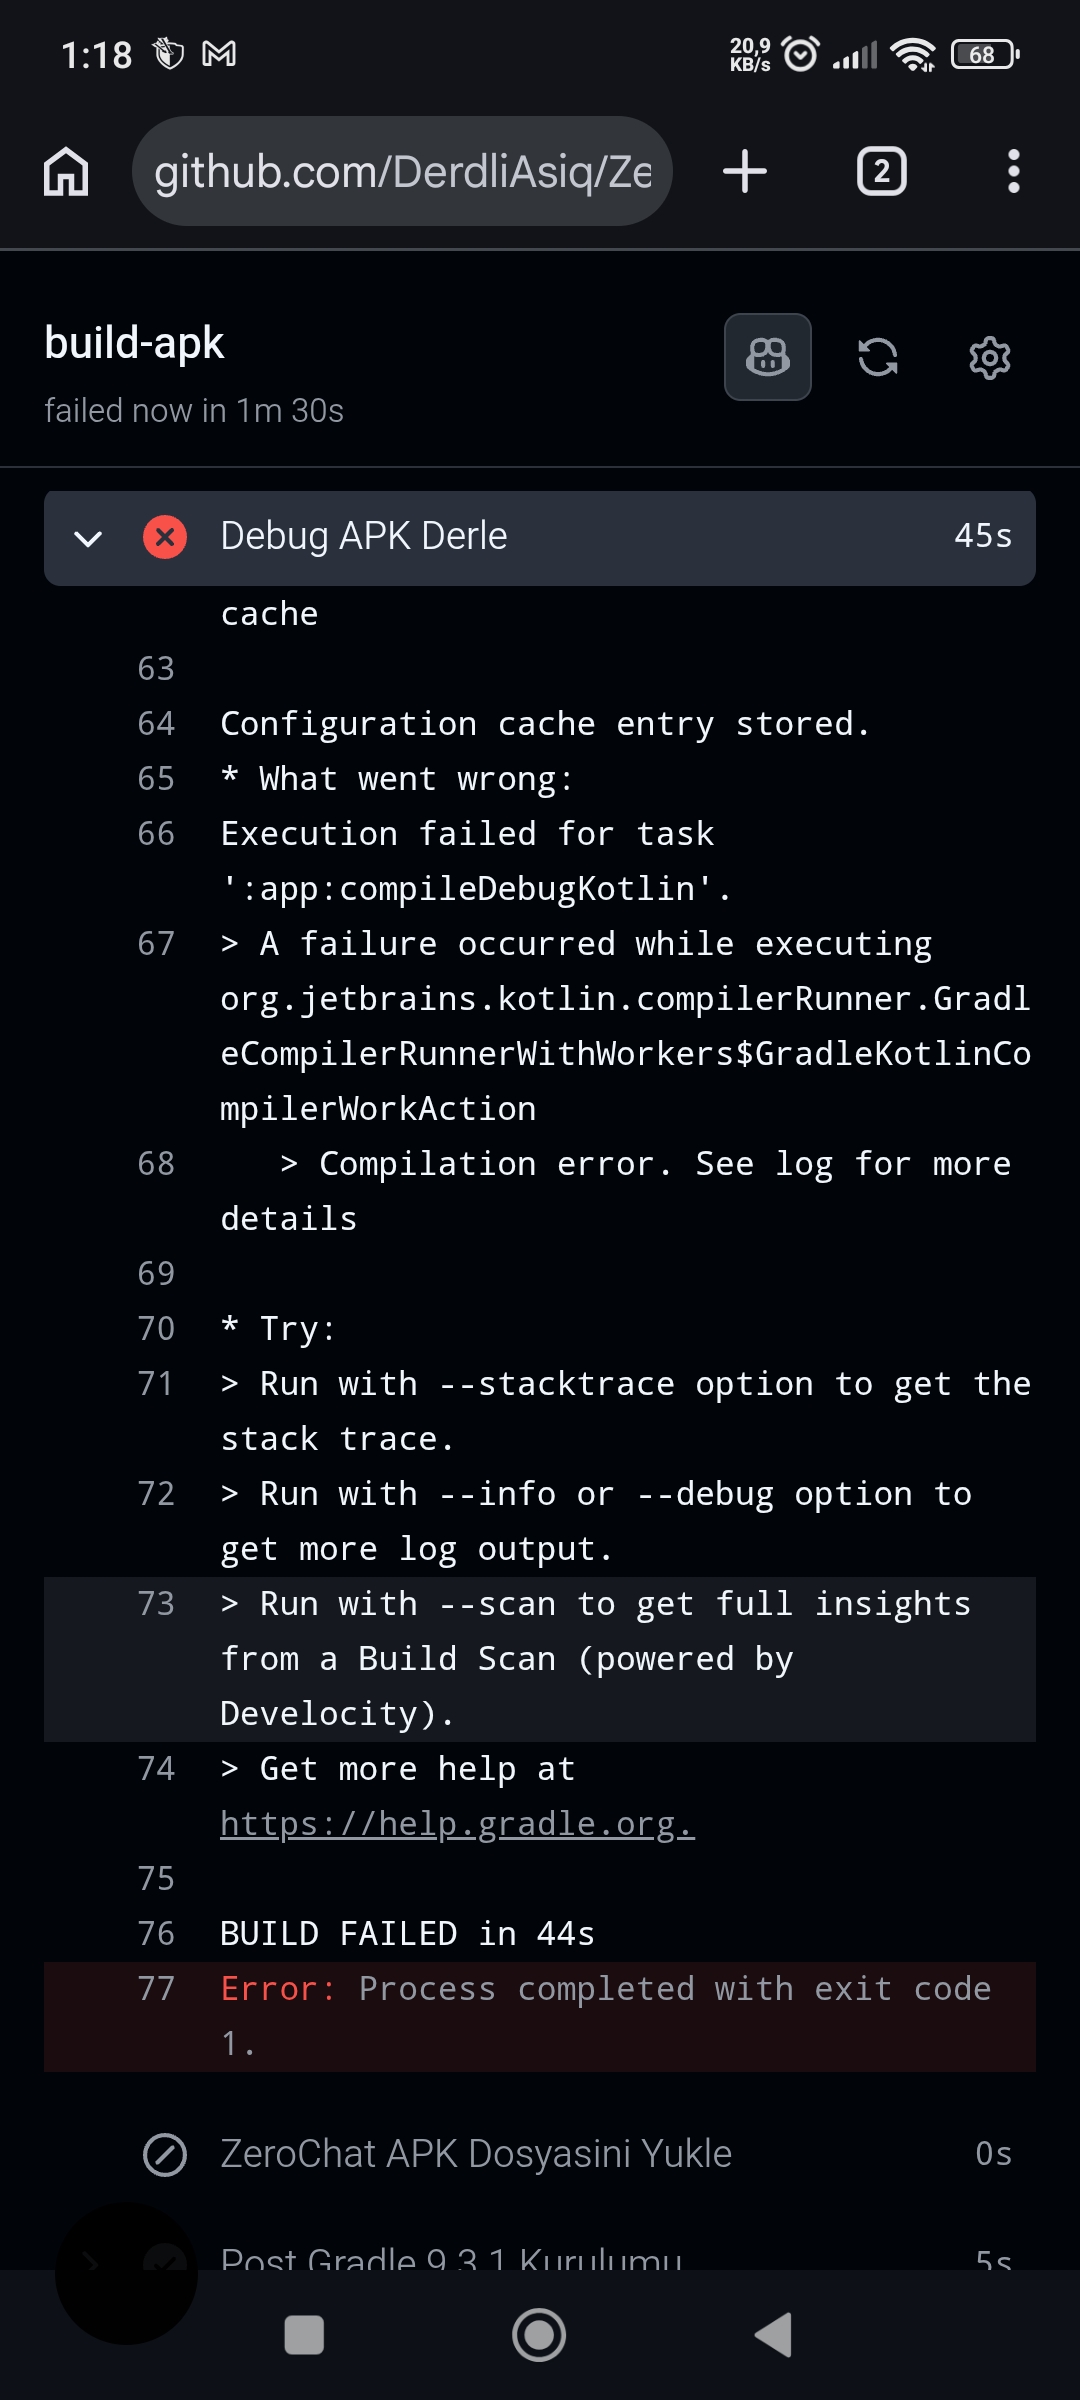 1:18
20,9
KB/s
68
github.com/DerdliAsiq/Ze
2
build-apk
failed now in 1m 30s
Debug APK Derle 45s
cache
63
64 Configuration cache entry stored.
65 * What went wrong:
66 Execution failed for task
':app:compileDebugKotlin'.
67 > A failure occurred while executing
org.jetbrains.kotlin.compilerRunner.Gradl
eCompilerRunnerWithWorkers$GradleKotlinCo
mpilerWorkAction
68 > Compilation error. See log for more
details
69
70 * Try:
71 > Run with --stacktrace option to get the
stack trace.
72 > Run with --info or --debug option to
get more log output.
73 > Run with --scan to get full insights
from a Build Scan (powered by
Develocity).
74 > Get more help at
https://help.gradle.org.
75
76 BUILD FAILED in 44s
77 Error: Process completed with exit code
1.
ZeroChat APK Dosyasini Yukle 0s
Post Gradle 9.3.1 Kurulumu 5s